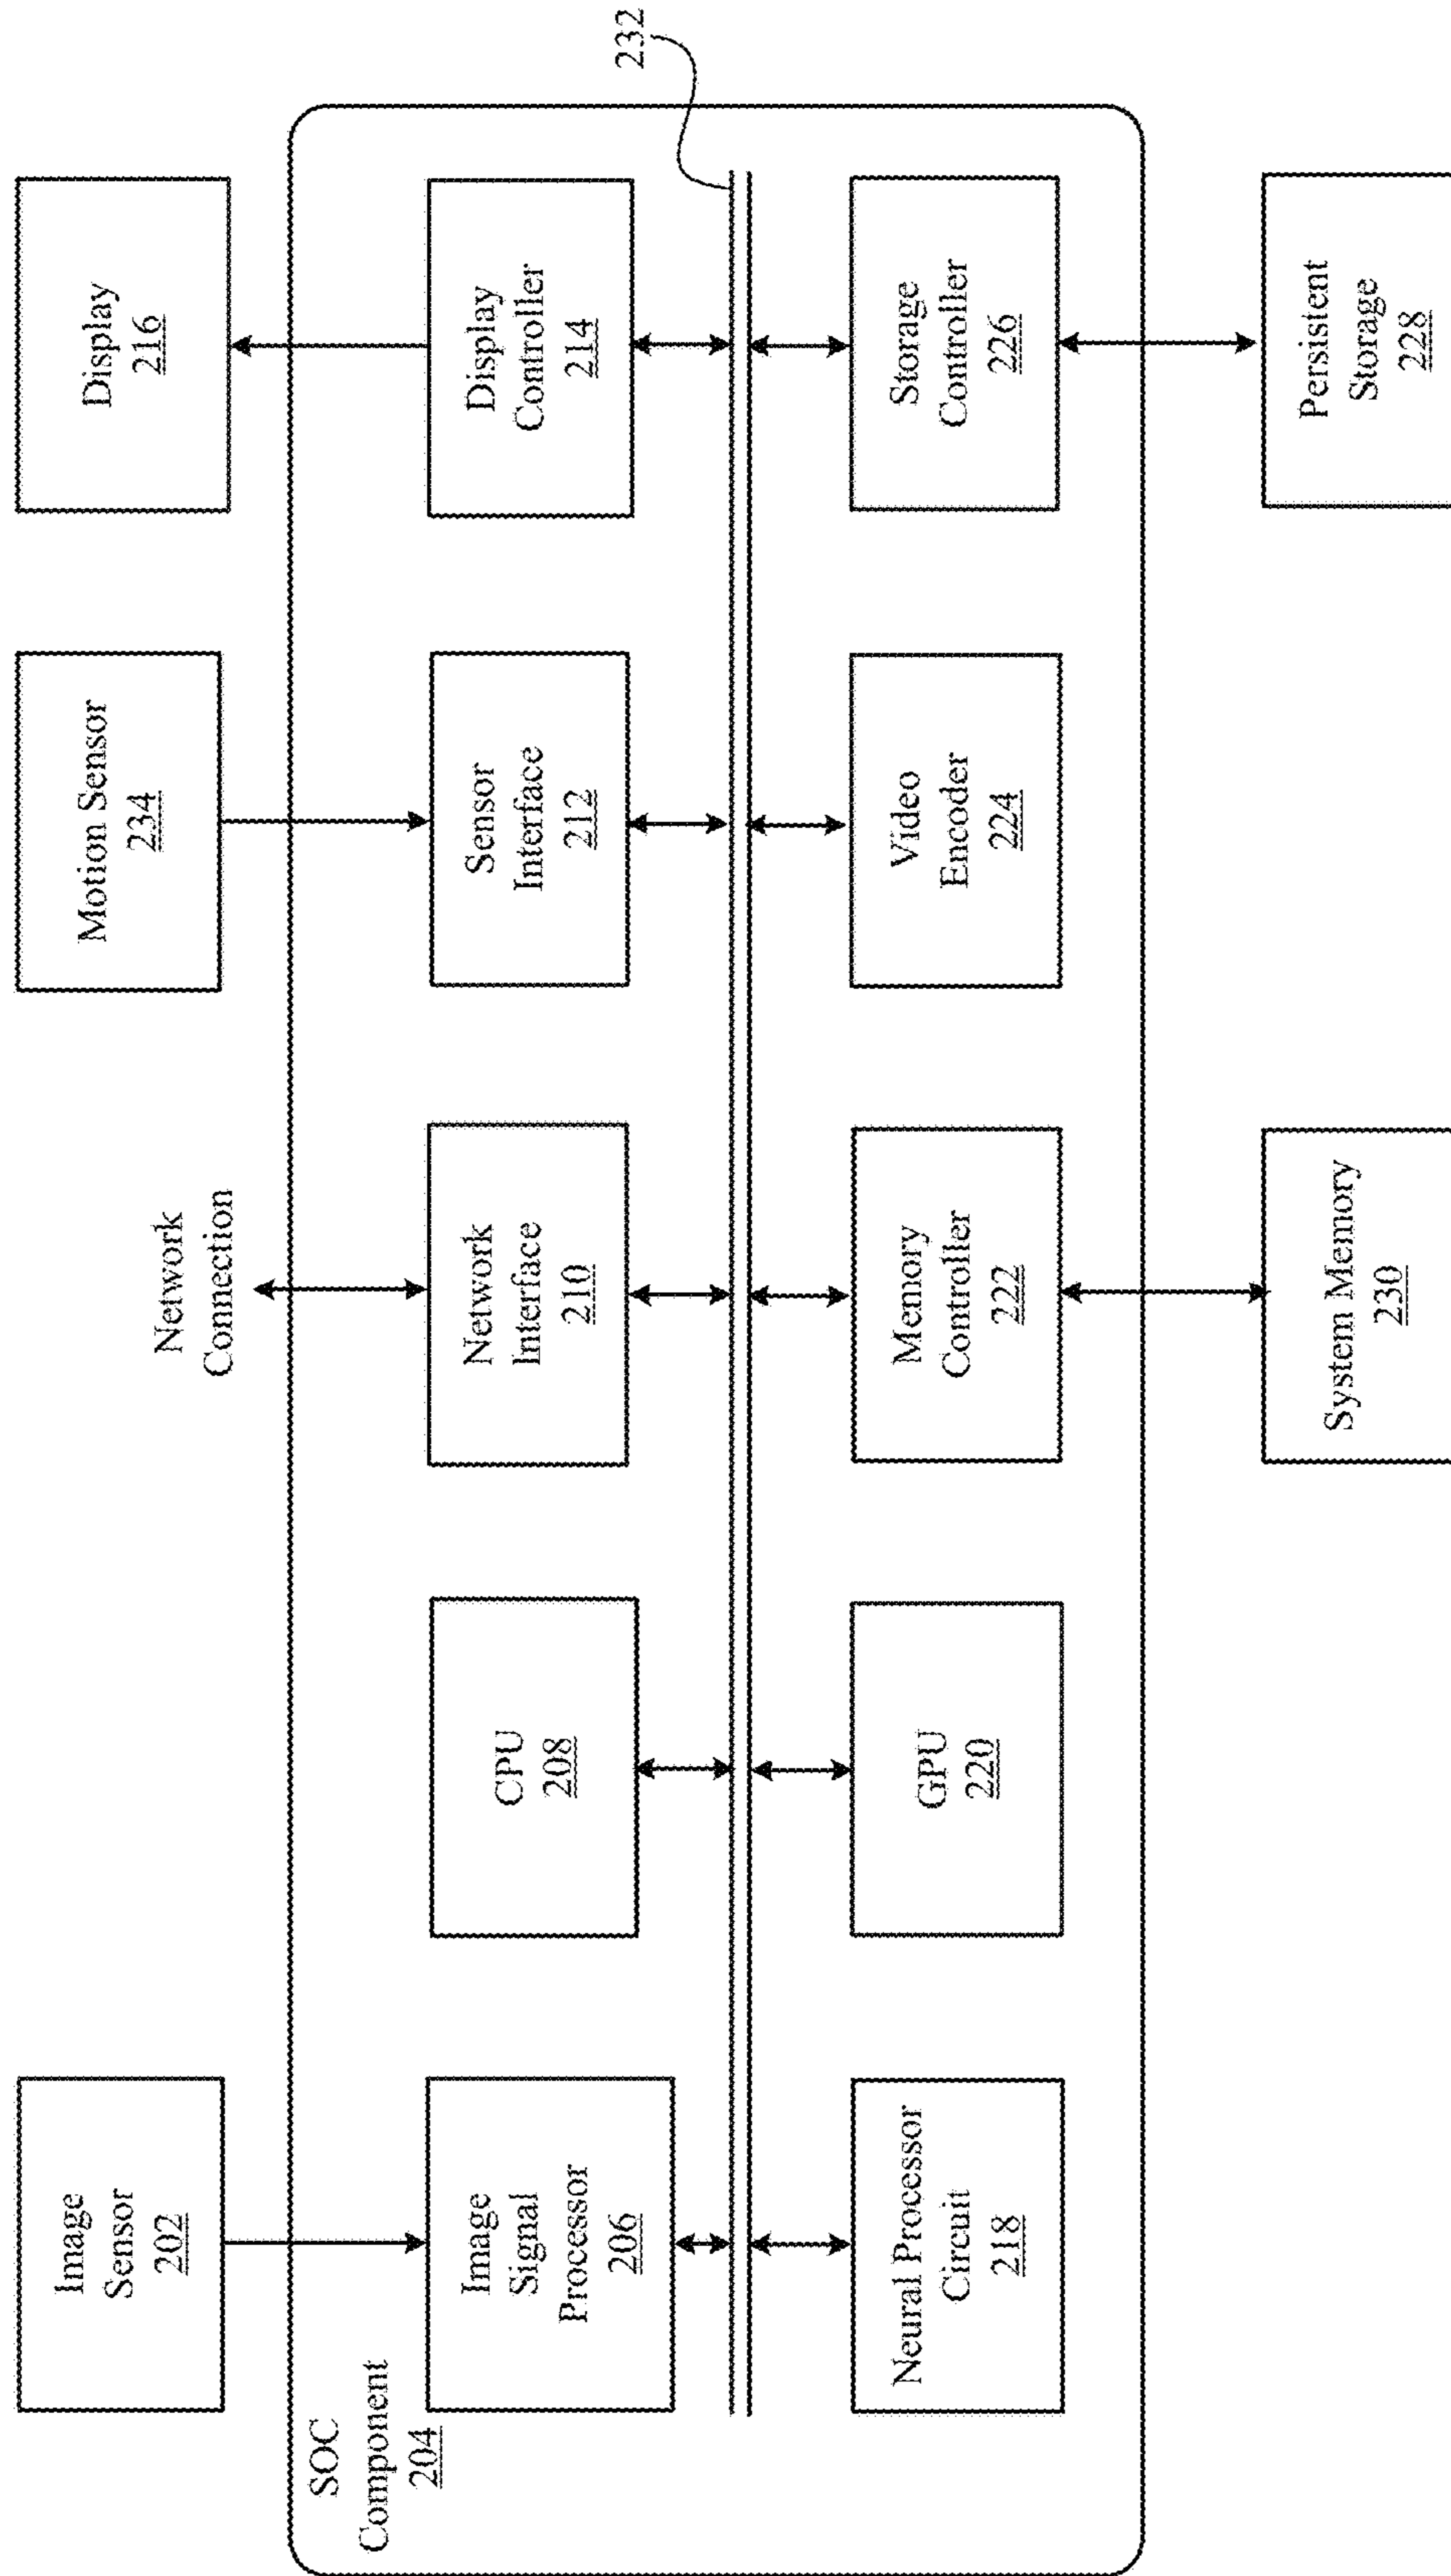 Image
Sensor
202
Network
Connection
Motion Sensor
234
Display
216
SOC
Component
204
Image
Signal
Processor
206
CPU
208
Network
Interface
210
Sensor
Interface
212
Display
Controller
214
232
Neural Processor
Circuit
218
GPU
220
Memory
Controller
222
Video
Encoder
224
Storage
Controller
226
System Memory
230
Persistent
Storage
228